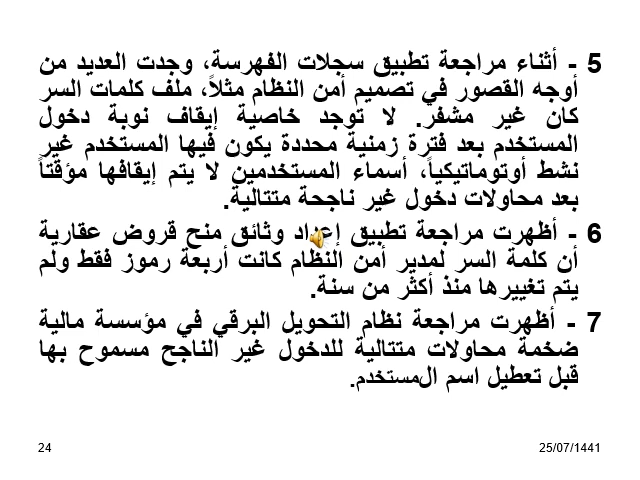 5 - أثناء مراجعة تطبيق سجلات الفهرسة، وجدت العديد من
أوجه القصور في تصميم أمن النظام مثلاً، ملف كلمات السر
كان غير مشفر. لا توجد خاصية إيقاف نوبة دخول
المستخدم بعد فترة زمنية محددة يكون فيها المستخدم غير
نشط أوتوماتيكياً، أسماء المستخدمين لا يتم إيقافها مؤقتاً
بعد محاولات دخول غير ناجحة متتالية.
6 - أظهرت مراجعة تطبيق إعداد وثائق منح قروض عقارية
أن كلمة السر لمدير أمن النظام كانت أربعة رموز فقط ولم
يتم تغييرها منذ أكثر من سنة.
7 - أظهرت مراجعة نظام التحويل البرقي في مؤسسة مالية
ضخمة محاولات متتالية للدخول غير الناجح مسموح بها
قبل تعطيل اسم المستخدم.
25/07/1441
24